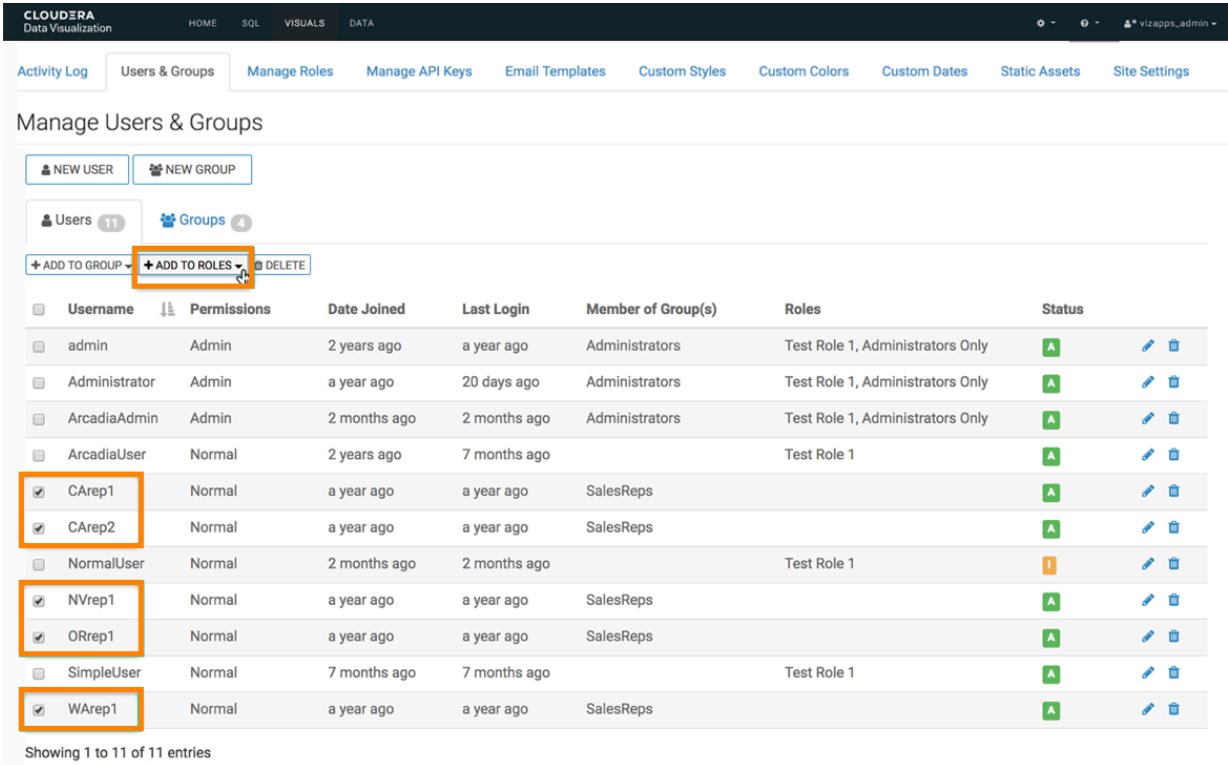 CLOUDERA
Data Visualization
HOME SQL VISUALS DATA vizapps_admin
Activity Log Users & Groups Manage Roles Manage API Keys Email Templates Custom Styles Custom Colors Custom Dates Static Assets Site Settings
Manage Users & Groups
NEW USER NEW GROUP
Users 11 Groups 4
+ ADD TO GROUP + ADD TO ROLES DELETE
Username Permissions Date Joined Last Login Member of Group(s) Roles Status
admin Admin 2 years ago a year ago Administrators Test Role 1, Administrators Only A
Administrator Admin a year ago 20 days ago Administrators Test Role 1, Administrators Only A
ArcadiaAdmin Admin 2 months ago 2 months ago Administrators Test Role 1, Administrators Only A
ArcadiaUser Normal 2 years ago 7 months ago Test Role 1 A
CArep1 Normal a year ago a year ago SalesReps A
CArep2 Normal a year ago a year ago SalesReps A
NormalUser Normal 2 months ago 2 months ago Test Role 1 I
NVrep1 Normal a year ago a year ago SalesReps A
ORrep1 Normal a year ago a year ago SalesReps A
SimpleUser Normal 7 months ago 7 months ago Test Role 1 A
WArep1 Normal a year ago a year ago SalesReps A
Showing 1 to 11 of 11 entries